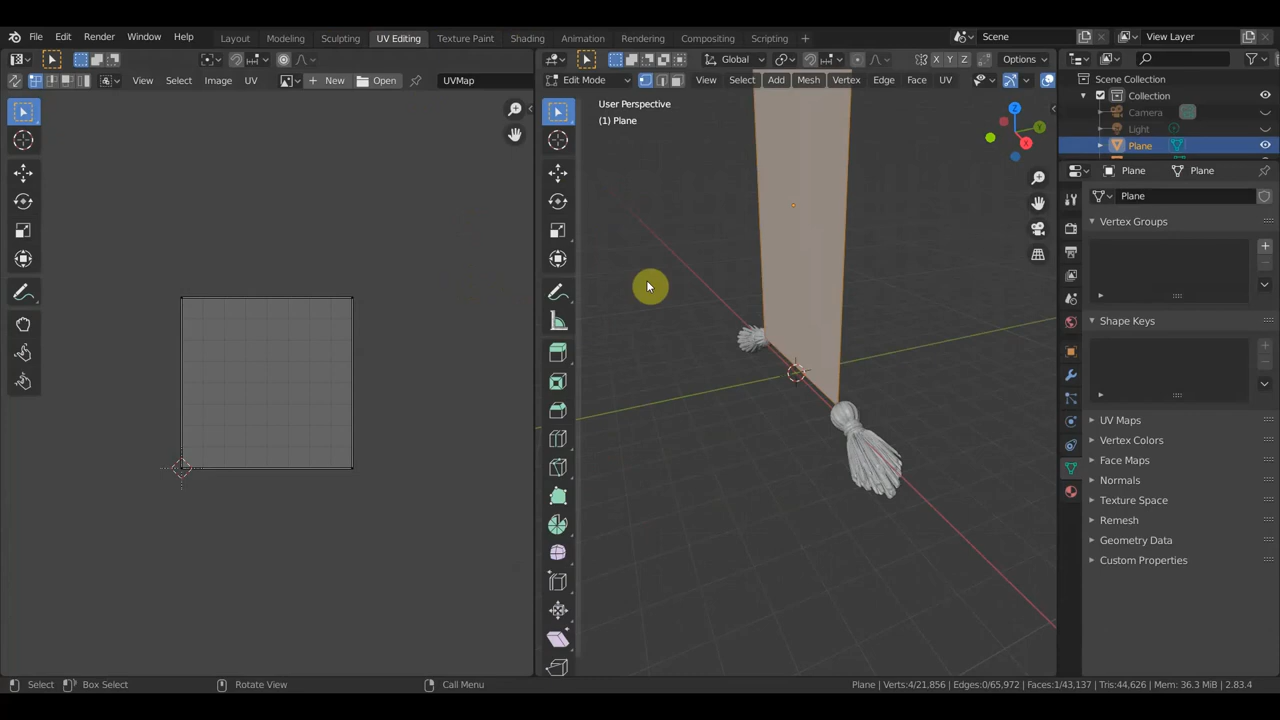 File Edit Render Window Help Layout Modeling Sculpting UV Editing Texture Paint Shading Animation Rendering Compositing Scripting + Scene View Layer
Global Options
View Select Image UV + New Open UVMap Edit Mode View Select Add Mesh Vertex Edge Face UV
X Y Z
Scene Collection
Collection
Camera
Light
Plane
User Perspective
(1) Plane
Z
Y
X
Plane Plane
Plane
Vertex Groups
Shape Keys
UV Maps
Vertex Colors
Face Maps
Normals
Texture Space
Remesh
Geometry Data
Custom Properties
Select Box Select Rotate View Call Menu Plane | Verts:4/21,856 | Edges:0/65,972 | Faces:1/43,137 | Tris:44,626 | Mem: 36.3 MiB | 2.83.4